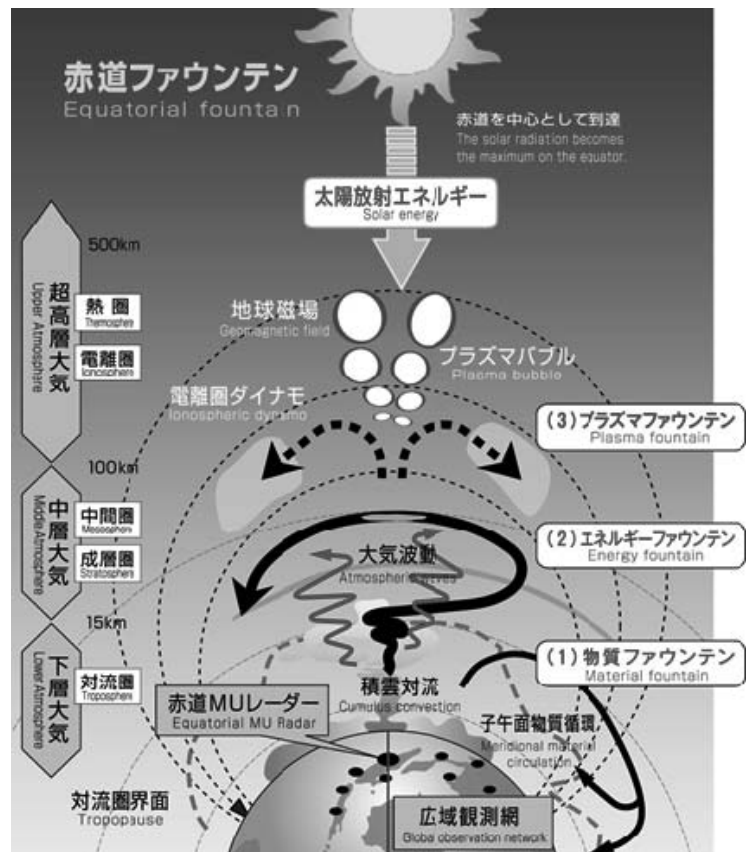 赤道ファウンテン
Equatorial fountain
赤道を中心として到達
The solar radiation becomes
the maximum on the equator.
太陽放射エネルギー
Solar energy
500km
超高層大気
Upper Atmosphere
熱圏
Thermosphere
電離圏
Ionosphere
地球磁場
Geomagnetic field
プラズマバブル
Plasma bubble
電離圏ダイナモ
Ionospheric dynamo
(3)プラズマファウンテン
Plasma fountain
100km
中層大気
Middle Atmosphere
中間圏
Mesosphere
成層圏
Stratosphere
大気波動
Atmospheric waves
(2)エネルギーファウンテン
Energy fountain
15km
下層大気
Lower Atmosphere
対流圏
Troposphere
(1)物質ファウンテン
Material fountain
積雲対流
Cumulus convection
赤道MUレーダー
Equatorial MU Radar
子午面物質循環
Meridional material
circulation
対流圏界面
Tropopause
広域観測網
Globa observation network